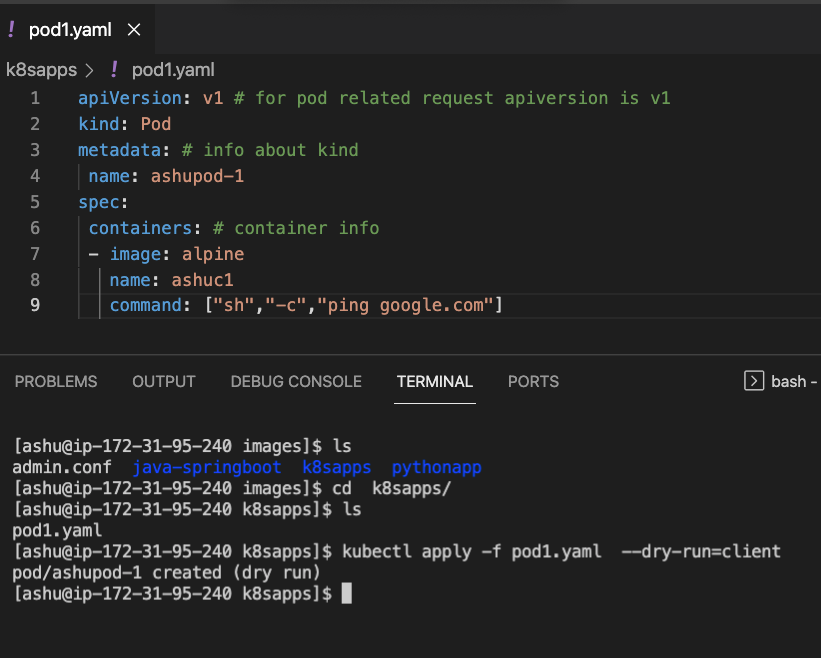 ! pod1.yaml ×
k8sapps > ! pod1.yaml
1 apiVersion: v1 # for pod related request apiversion is v1
2 kind: Pod
3 metadata: # info about kind
4  name: ashupod-1
5 spec:
6  containers: # container info
7  - image: alpine
8    name: ashuc1
9    command: ["sh","-c","ping google.com"]
PROBLEMS OUTPUT DEBUG CONSOLE TERMINAL PORTS bash -
[ashu@ip-172-31-95-240 images]$ ls
admin.conf  java-springboot  k8sapps  pythonapp
[ashu@ip-172-31-95-240 images]$ cd  k8sapps/
[ashu@ip-172-31-95-240 k8sapps]$ ls
pod1.yaml
[ashu@ip-172-31-95-240 k8sapps]$ kubectl apply -f pod1.yaml  --dry-run=client
pod/ashupod-1 created (dry run)
[ashu@ip-172-31-95-240 k8sapps]$